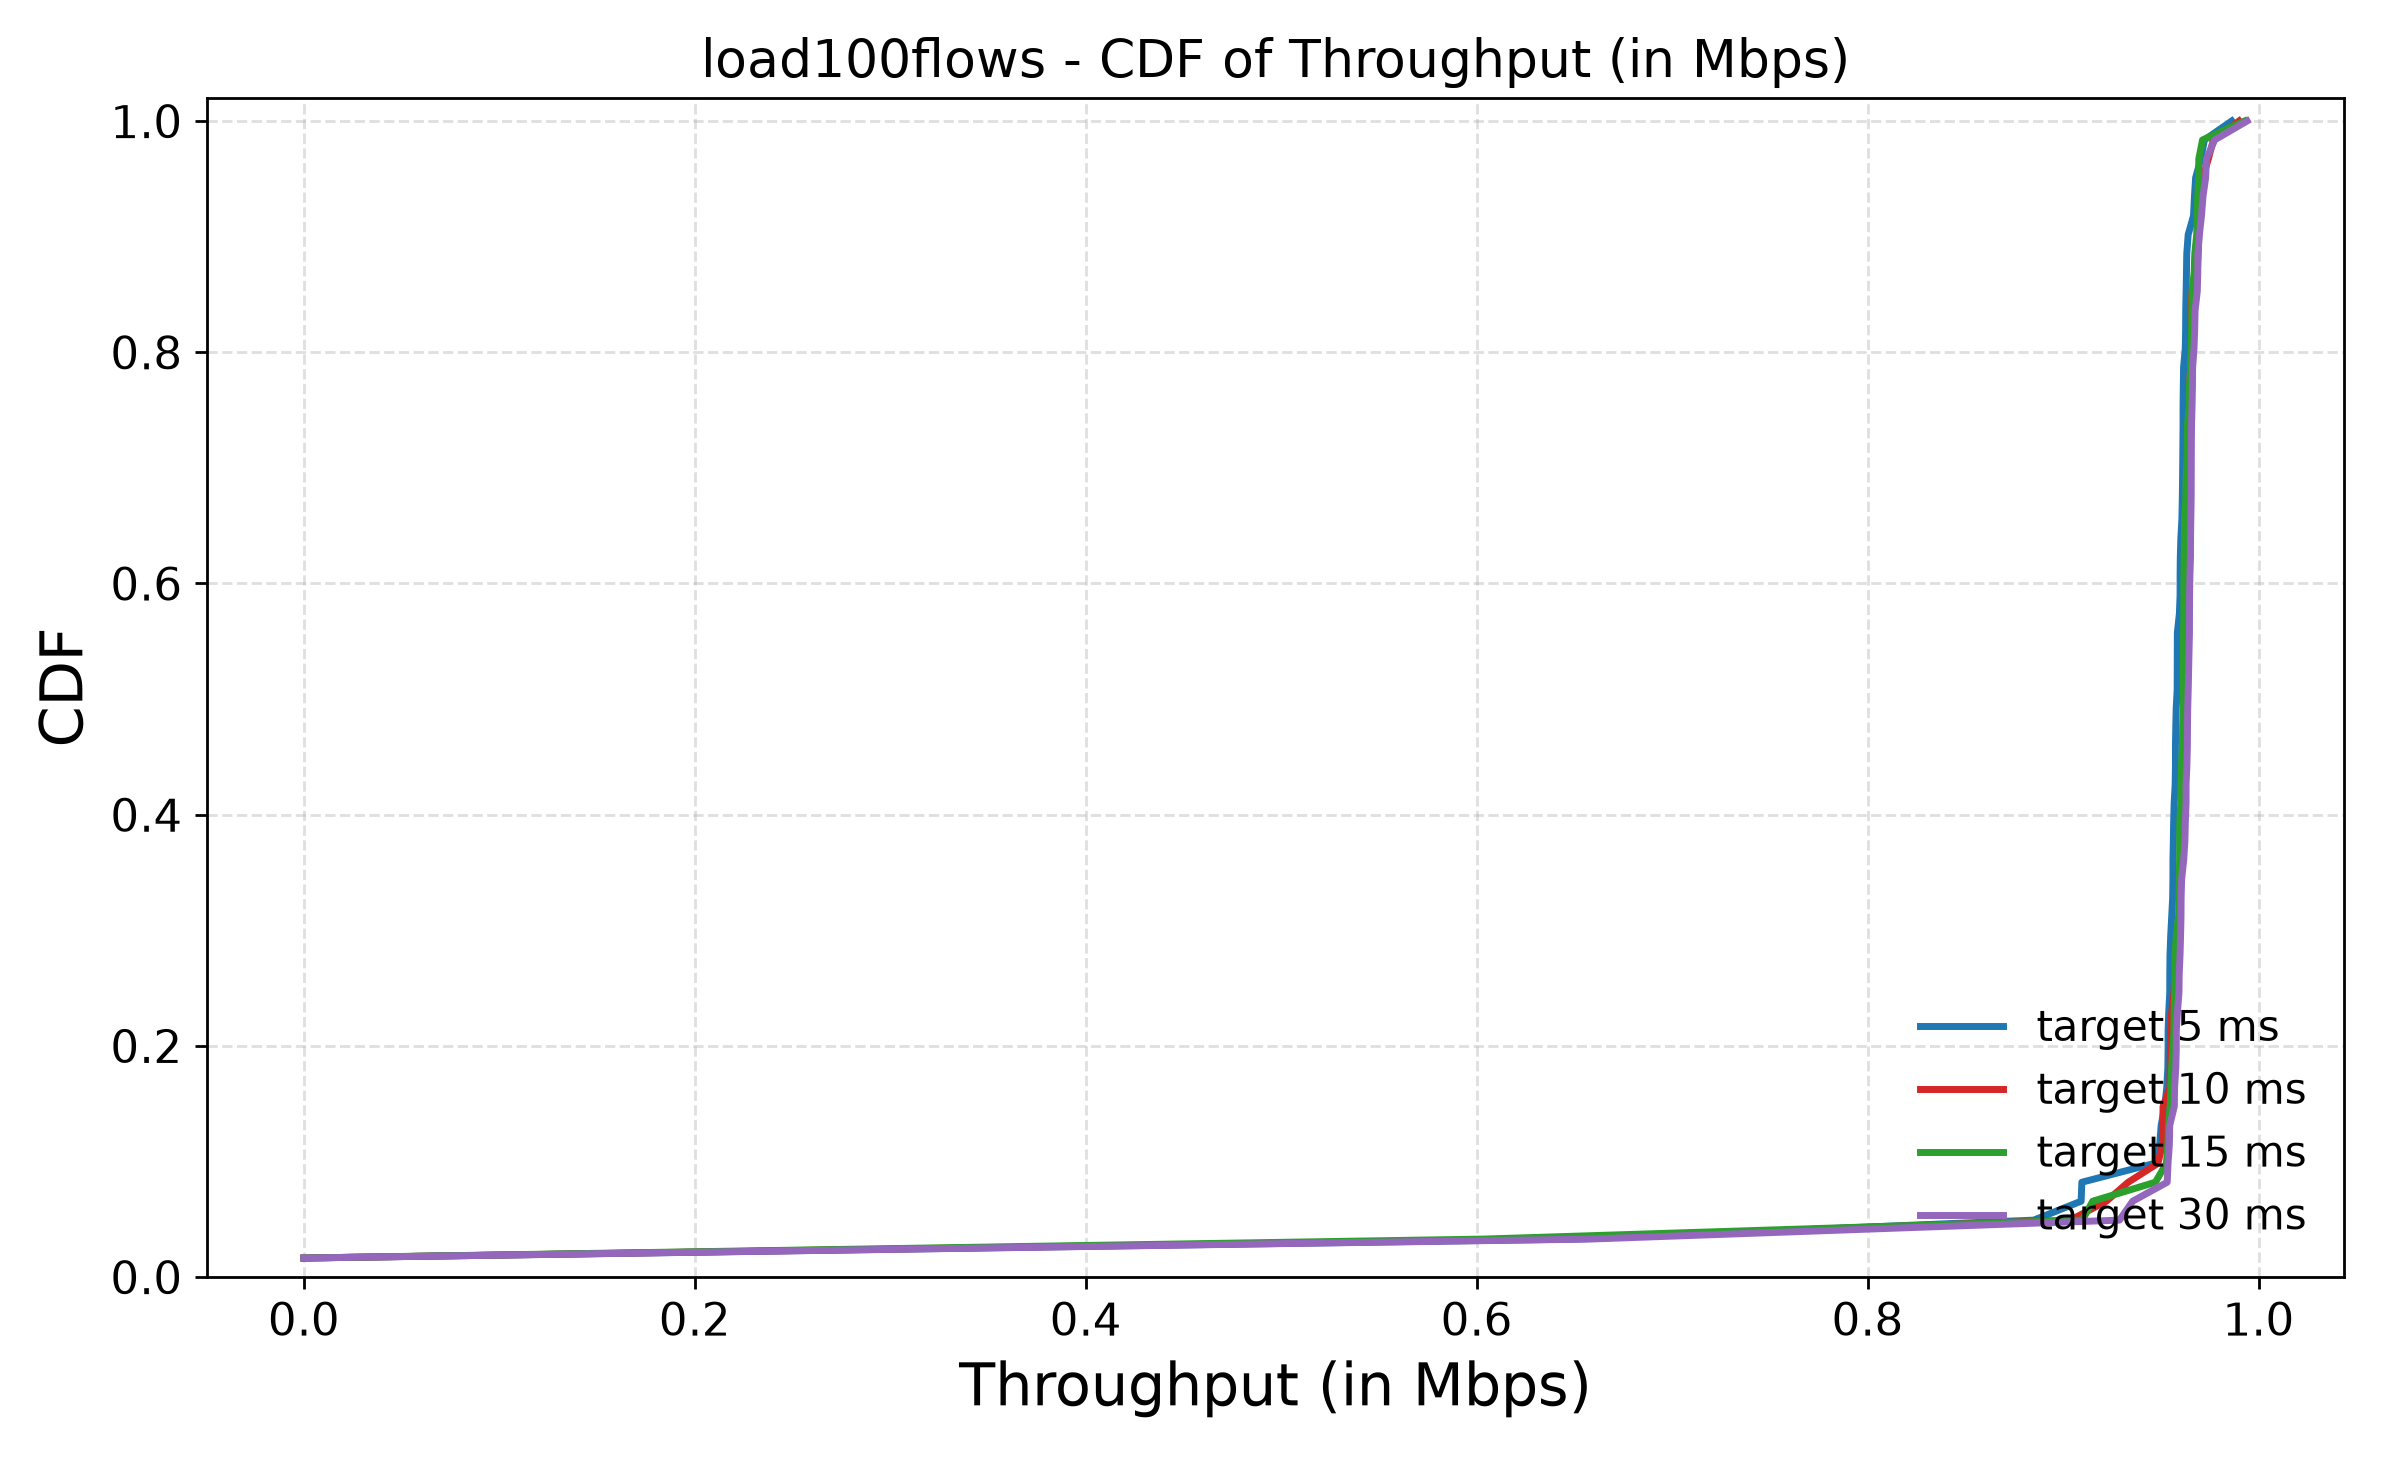 load100flows - CDF of Throughput (in Mbps)
1.0
0.8
0.6
0.4
0.2
0.0
CDF
target 5 ms
target 10 ms
target 15 ms
target 30 ms
0.0 0.2 0.4 0.6 0.8 1.0
Throughput (in Mbps)